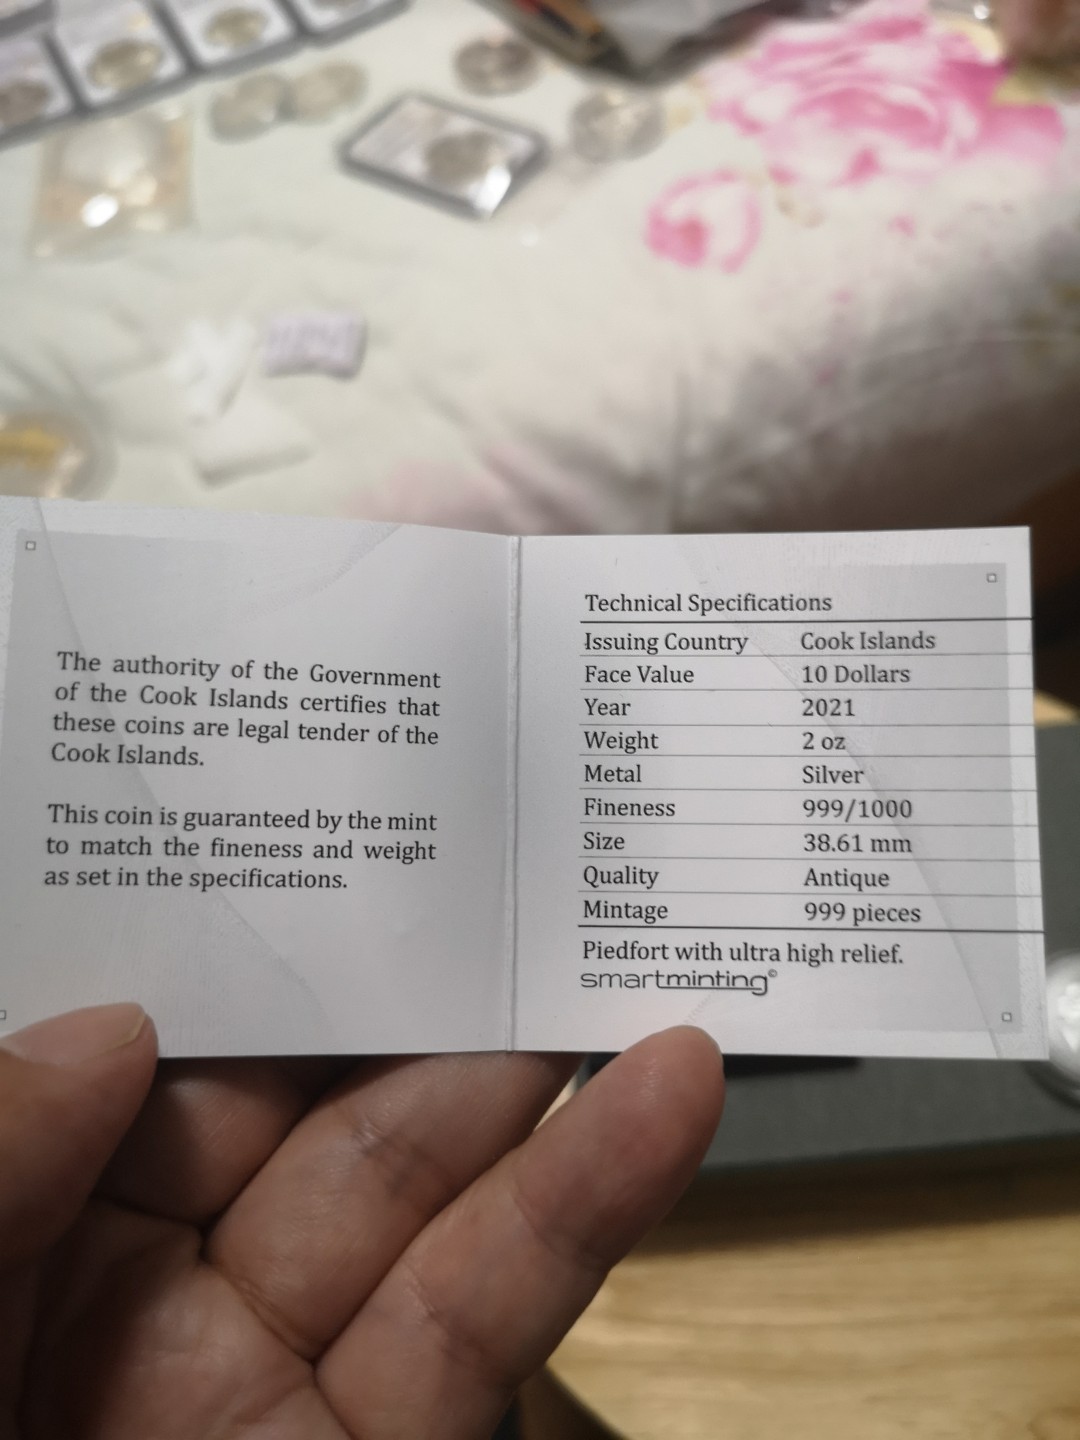 The authority of the Government
of the Cook Islands certifies that
these coins are legal tender of the
Cook Islands.
This coin is guaranteed by the mint
to match the fineness and weight
as set in the specifications.
Technical Specifications
Issuing Country Cook Islands
Face Value 10 Dollars
Year 2021
Weight 2 oz
Metal Silver
Fineness 999/1000
Size 38.61 mm
Quality Antique
Mintage 999 pieces
Piedfort with ultra high relief.
smartminting©